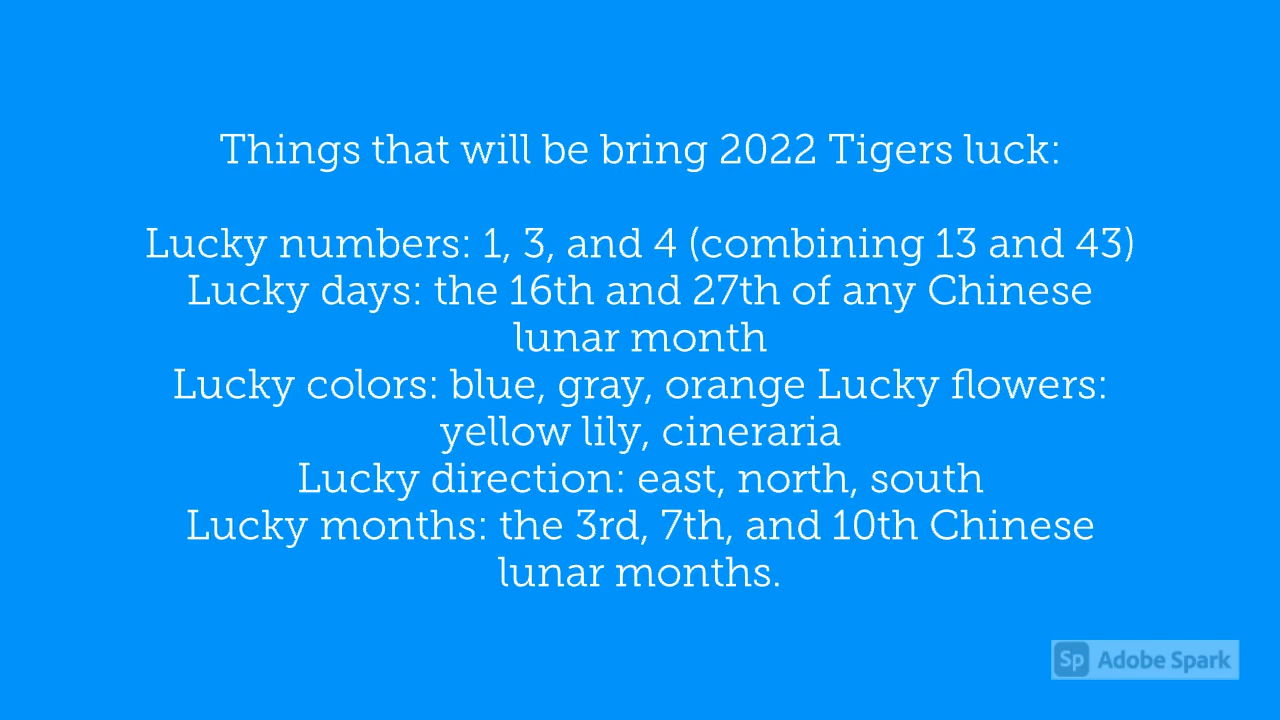 Things that will be bring 2022 Tigers luck:
Lucky numbers: 1, 3, and 4 (combining 13 and 43)
Lucky days: the 16th and 27th of any Chinese
lunar month
Lucky colors: blue, gray, orange Lucky flowers:
yellow lily, cineraria
Lucky direction: east, north, south
Lucky months: the 3rd, 7th, and 10th Chinese
lunar months.
Sp Adobe Spark